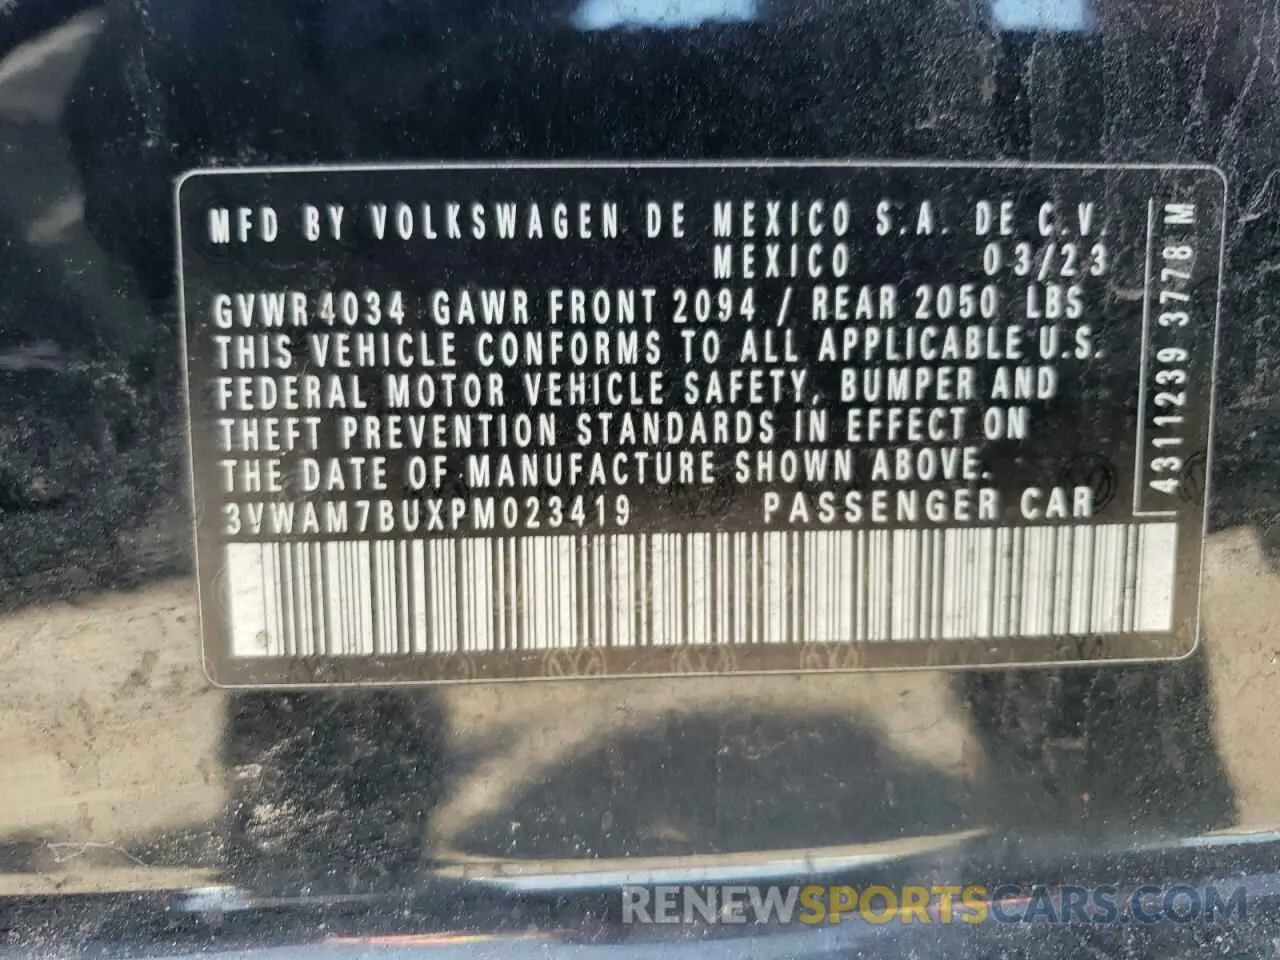 MFD BY VOLKSWAGEN DE MEXICO S.A. DE C.V.
MEXICO 03/23
GVWR 4034 GAWR FRONT 2094 / REAR 2050 LBS
THIS VEHICLE CONFORMS TO ALL APPLICABLE U.S.
FEDERAL MOTOR VEHICLE SAFETY, BUMPER AND
THEFT PREVENTION STANDARDS IN EFFECT ON
THE DATE OF MANUFACTURE SHOWN ABOVE.
3VWAM7BUXPM023419 PASSENGER CAR
4311239 3778 M
RENEWSPORTSCARS.COM